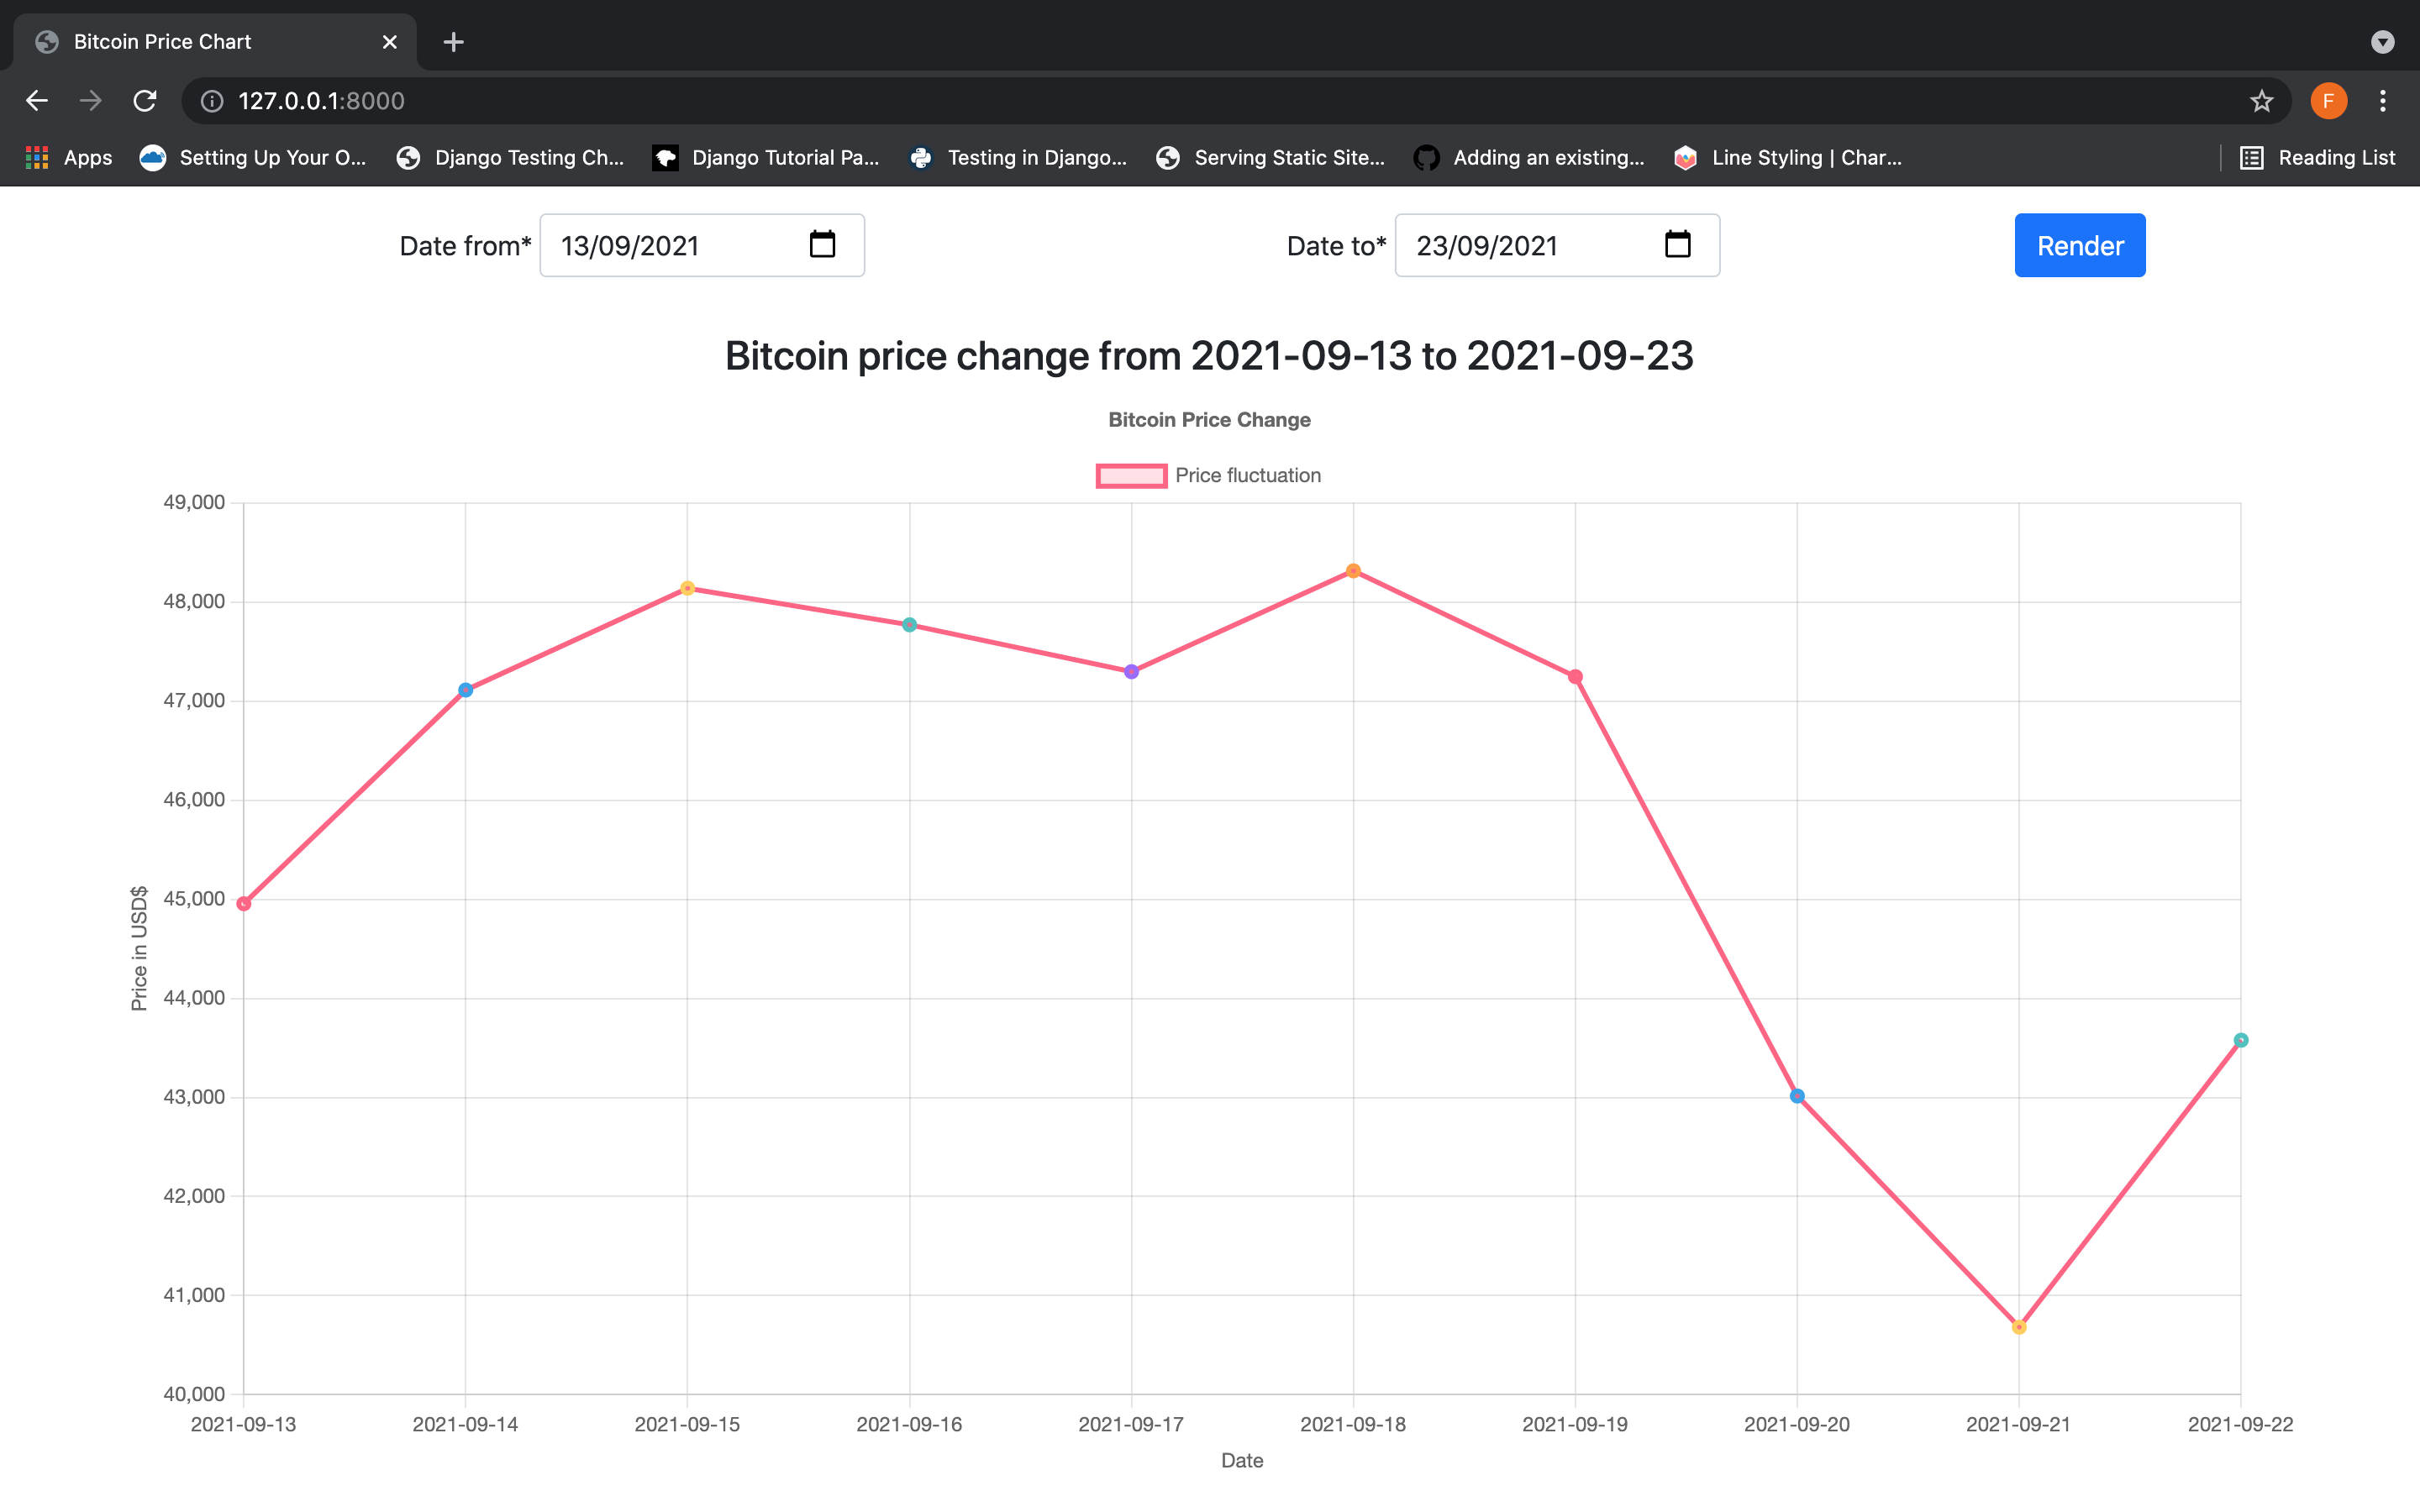 Bitcoin Price Chart
127.0.0.1:8000
F
Apps
Setting Up Your O...
Django Testing Ch...
Django Tutorial Pa...
Testing in Django...
Serving Static Site...
Adding an existing...
Line Styling | Char...
Reading List
Date from* 13/09/2021
Date to* 23/09/2021
Render
Bitcoin price change from 2021-09-13 to 2021-09-23
Bitcoin Price Change
Price fluctuation
Price in USD$
49,000
48,000
47,000
46,000
45,000
44,000
43,000
42,000
41,000
40,000
2021-09-13
2021-09-14
2021-09-15
2021-09-16
2021-09-17
2021-09-18
2021-09-19
2021-09-20
2021-09-21
2021-09-22
Date